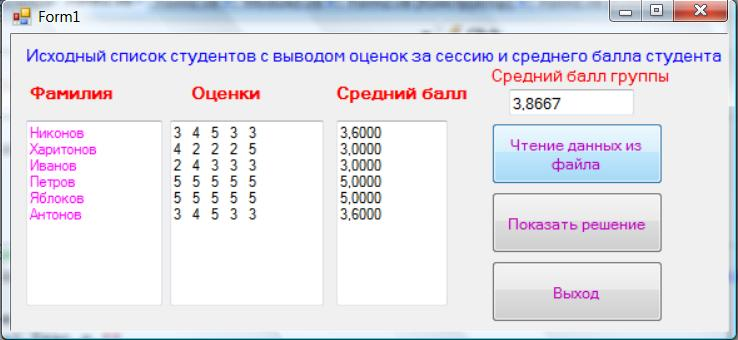 Form1
Исходный список студентов с выводом оценок за сессию и среднего балла студента
Средний балл группы
Фамилия Оценки Средний балл
3,8667
Никонов 3 4 5 3 3 3,6000
Харитонов 4 2 2 2 5 3,0000
Иванов 2 4 3 3 3 3,0000
Петров 5 5 5 5 5 5,0000
Яблоков 5 5 5 5 5 5,0000
Антонов 3 4 5 3 3 3,6000
Чтение данных из
файла
Показать решение
Выход